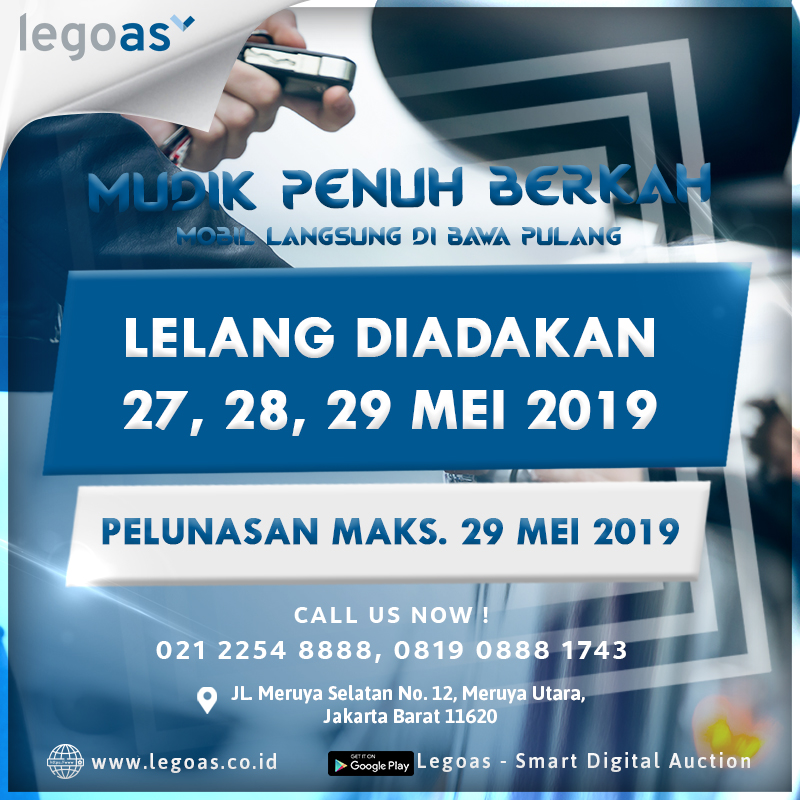 legoas
MUDIK PENUH BERKAH
MOBIL LANGSUNG DI BAWA PULANG
LELANG DIADAKAN
27, 28, 29 MEI 2019
PELUNASAN MAKS. 29 MEI 2019
CALL US NOW !
021 2254 8888, 0819 0888 1743
JL. Meruya Selatan No. 12, Meruya Utara,
Jakarta Barat 11620
www.legoas.co.id
GET IT ON
Google Play
Legoas - Smart Digital Auction